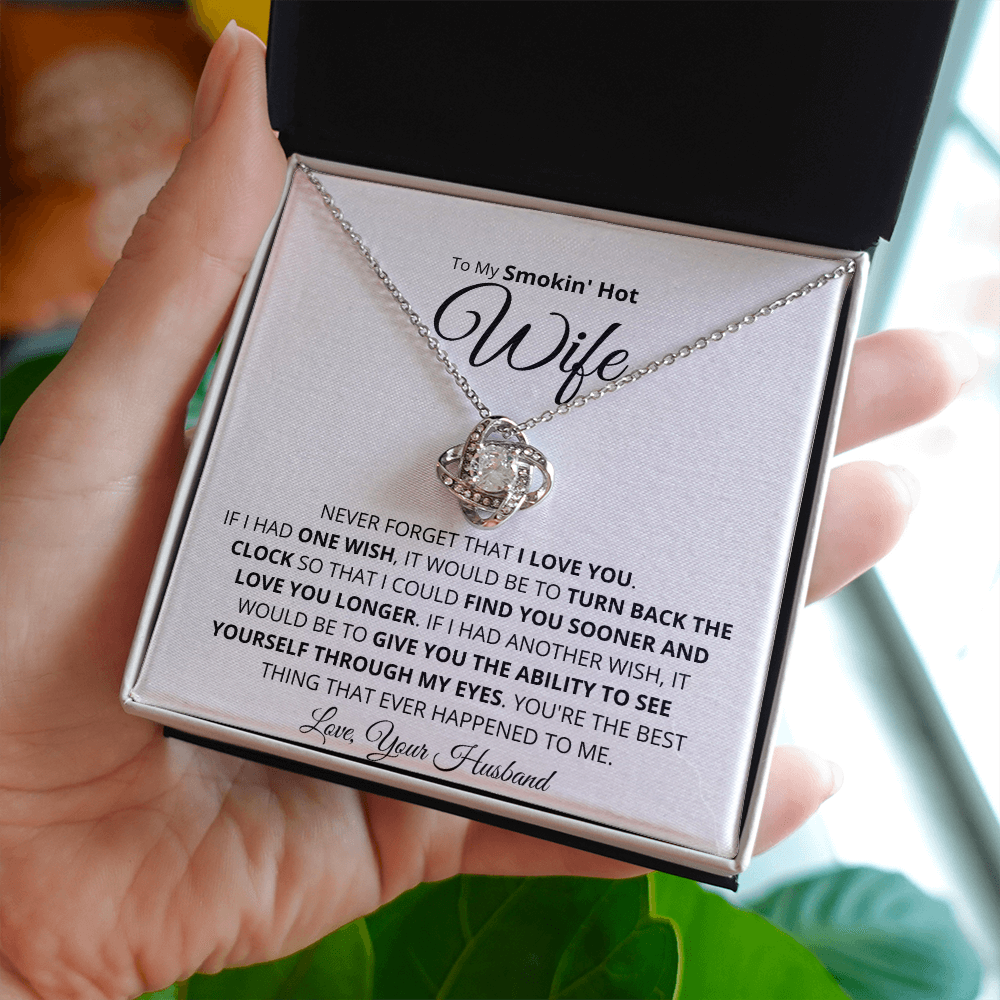 To My Smokin' Hot
Wife
NEVER FORGET THAT I LOVE YOU.
IF I HAD ONE WISH, IT WOULD BE TO TURN BACK THE
CLOCK SO THAT I COULD FIND YOU SOONER AND
LOVE YOU LONGER. IF I HAD ANOTHER WISH, IT
WOULD BE TO GIVE YOU THE ABILITY TO SEE
YOURSELF THROUGH MY EYES. YOU'RE THE BEST
THING THAT EVER HAPPENED TO ME.
Love, Your Husband